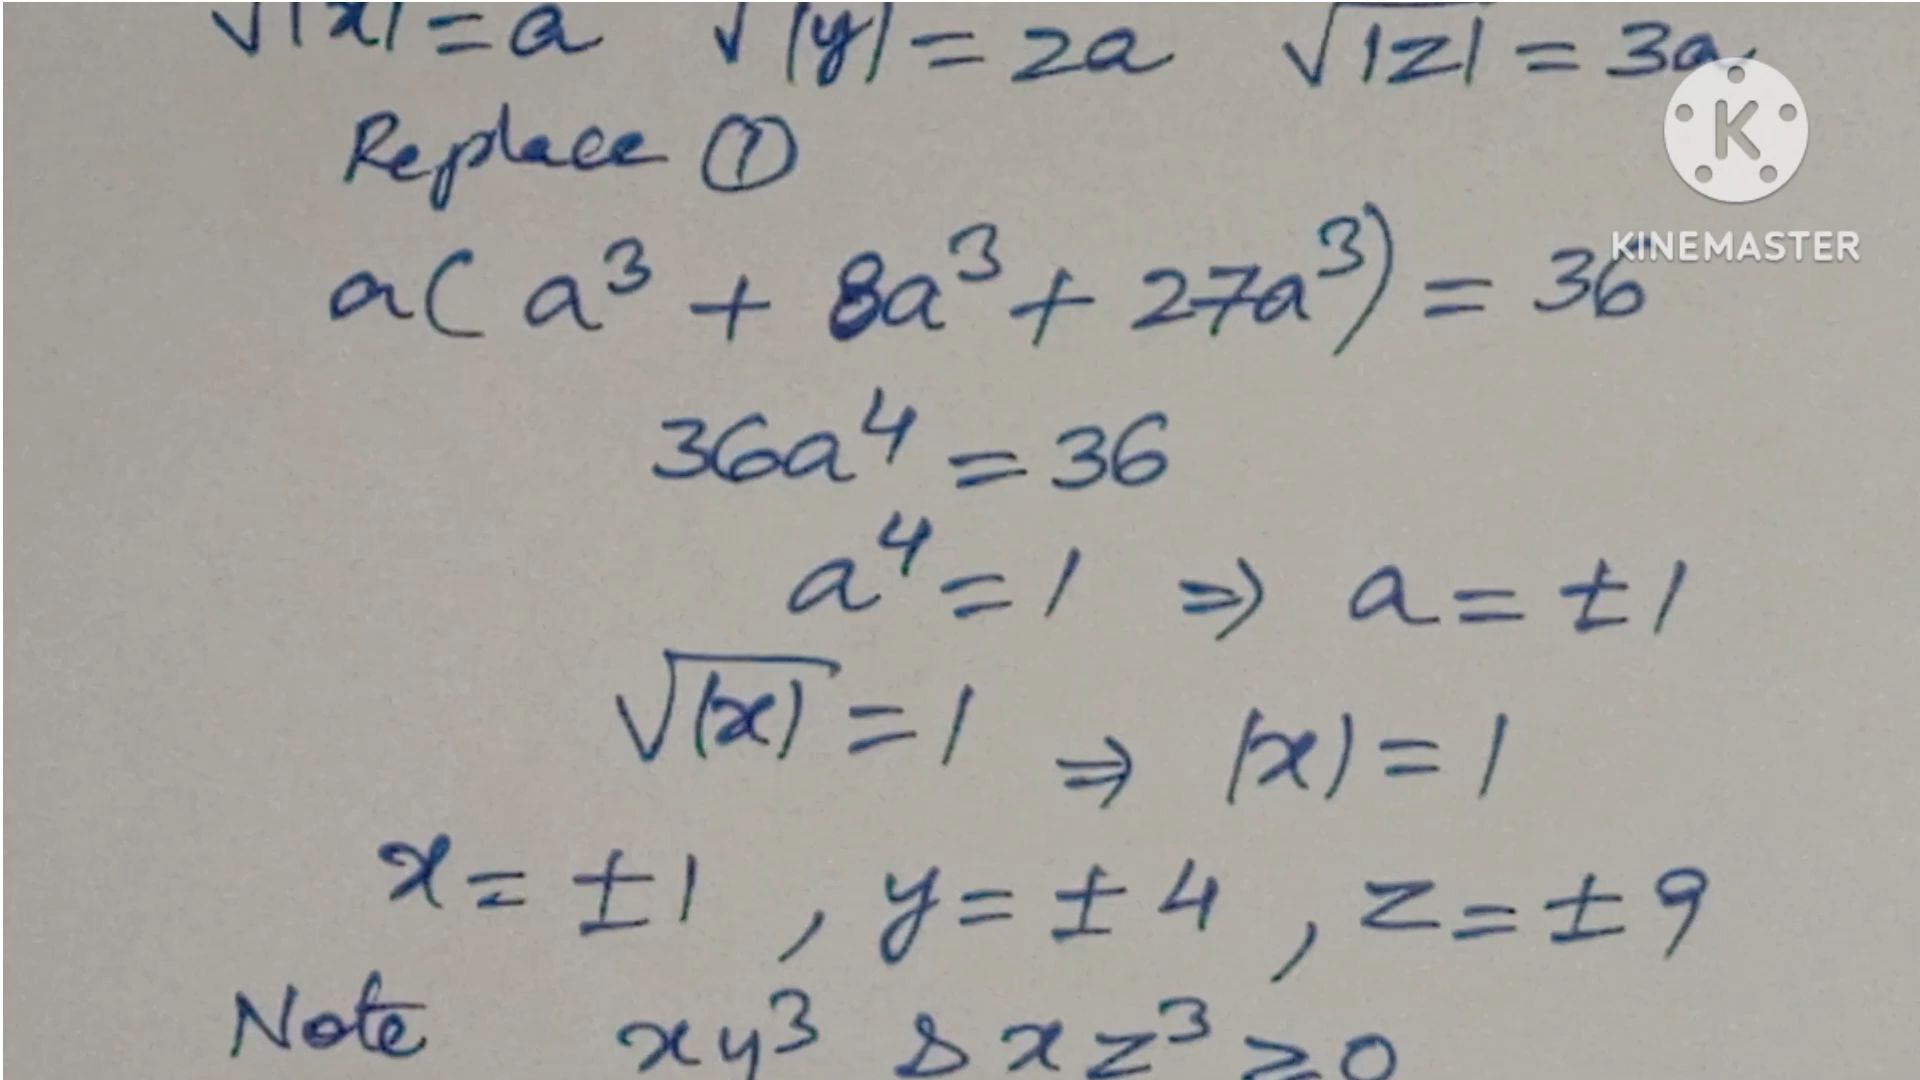 √|x| = a √|y| = 2a √|z| = 3a
Replace ①
a( a³ + 8a³ + 27a³) = 36
K
KINEMASTER
36a⁴ = 36
a⁴ = 1 ⇒ a = ±1
√|x| = 1 ⇒ |x| = 1
x = ±1 , y = ±4 , z = ±9
Note xy³ & xz³ ≥ 0